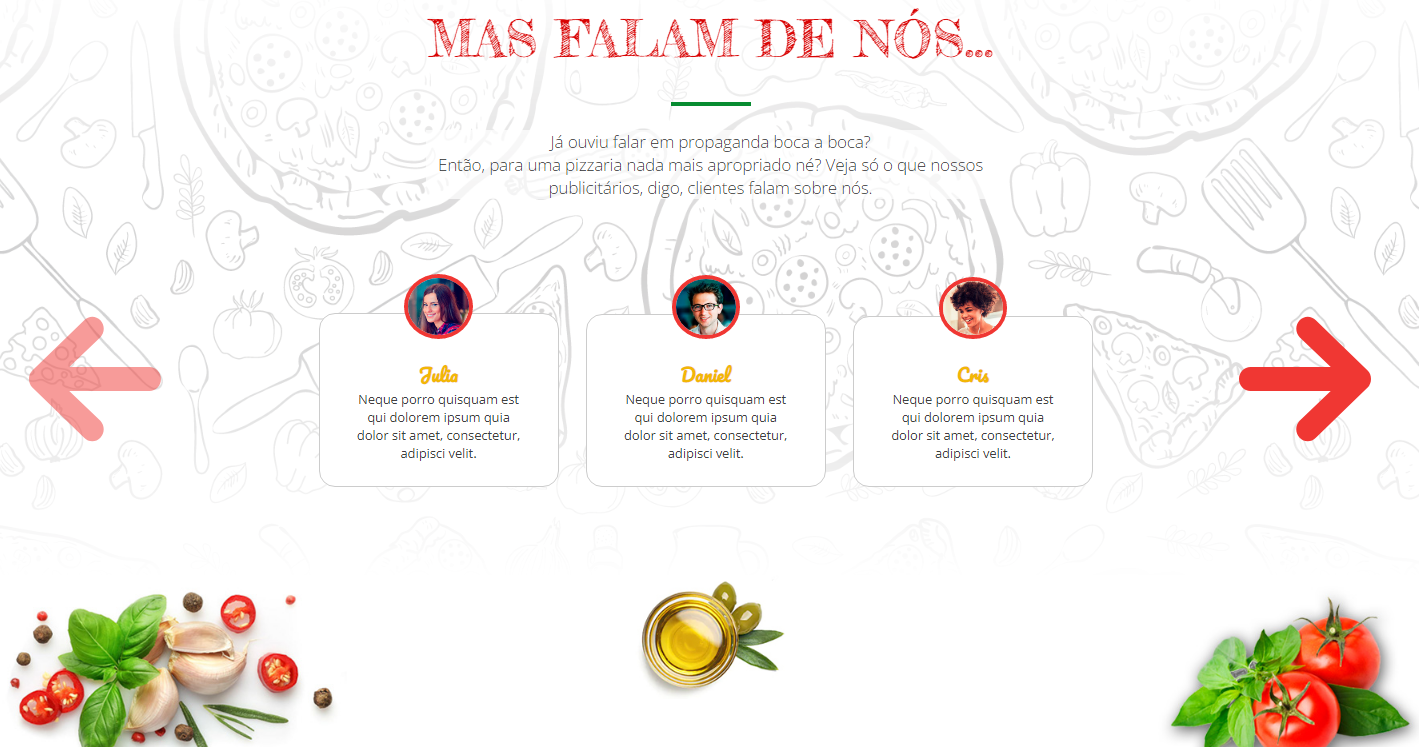 MAS FALAM DE NÓS...
Já ouviu falar em propaganda boca a boca?
Então, para uma pizzaria nada mais apropriado né? Veja só o que nossos
publicitários, digo, clientes falam sobre nós.
Julia
Neque porro quisquam est
qui dolorem ipsum quia
dolor sit amet, consectetur,
adipisci velit.
Daniel
Neque porro quisquam est
qui dolorem ipsum quia
dolor sit amet, consectetur,
adipisci velit.
Cris
Neque porro quisquam est
qui dolorem ipsum quia
dolor sit amet, consectetur,
adipisci velit.